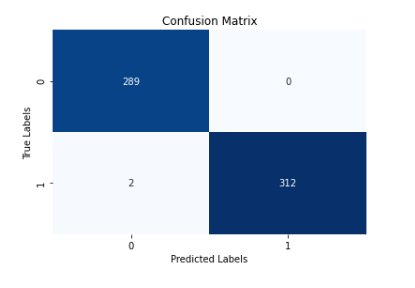 Confusion Matrix
True Labels
0
289
0
1
2
312
0
1
Predicted Labels